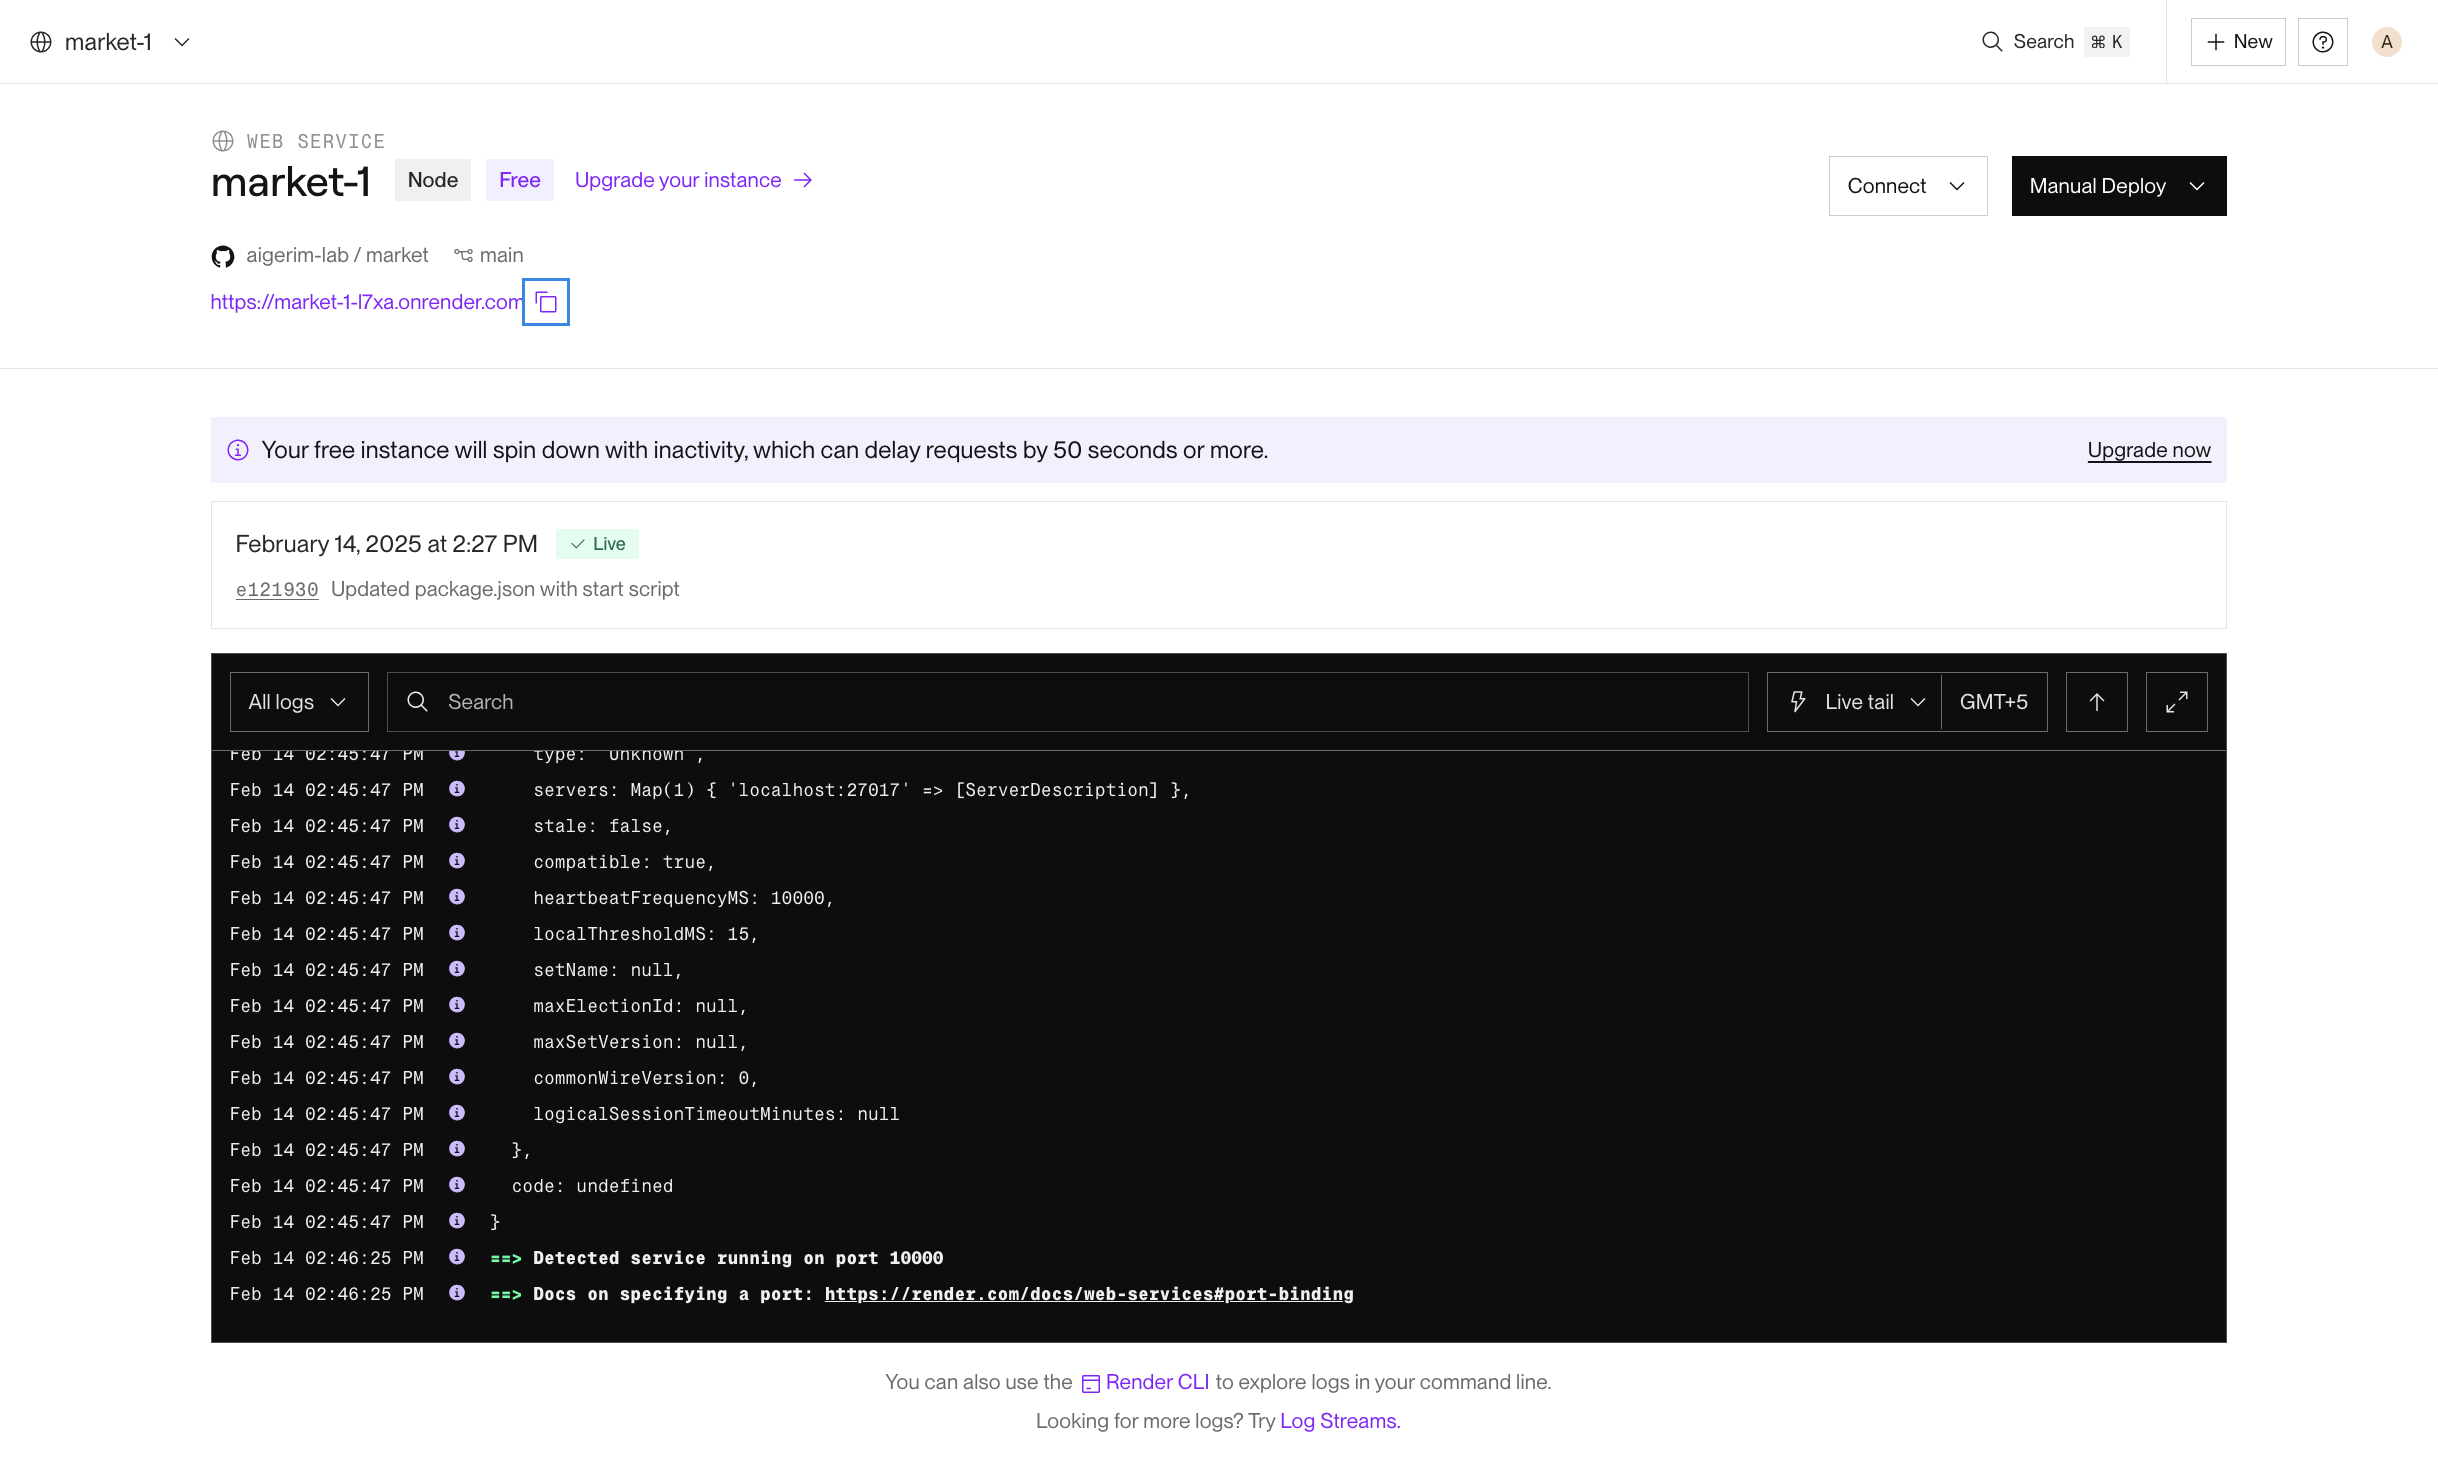 market-1
Search ⌘ K
+ New
A
WEB SERVICE
market-1 Node Free Upgrade your instance →
Connect
Manual Deploy
aigerim-lab / market main
https://market-1-l7xa.onrender.com
Your free instance will spin down with inactivity, which can delay requests by 50 seconds or more.
Upgrade now
February 14, 2025 at 2:27 PM Live
e121930 Updated package.json with start script
All logs
Search
Live tail
GMT+5
Feb 14 02:45:47 PM type: 'Unknown',
Feb 14 02:45:47 PM servers: Map(1) { 'localhost:27017' => [ServerDescription] },
Feb 14 02:45:47 PM stale: false,
Feb 14 02:45:47 PM compatible: true,
Feb 14 02:45:47 PM heartbeatFrequencyMS: 10000,
Feb 14 02:45:47 PM localThresholdMS: 15,
Feb 14 02:45:47 PM setName: null,
Feb 14 02:45:47 PM maxElectionId: null,
Feb 14 02:45:47 PM maxSetVersion: null,
Feb 14 02:45:47 PM commonWireVersion: 0,
Feb 14 02:45:47 PM logicalSessionTimeoutMinutes: null
Feb 14 02:45:47 PM },
Feb 14 02:45:47 PM code: undefined
Feb 14 02:45:47 PM }
Feb 14 02:46:25 PM ==> Detected service running on port 10000
Feb 14 02:46:25 PM ==> Docs on specifying a port: https://render.com/docs/web-services#port-binding
You can also use the Render CLI to explore logs in your command line.
Looking for more logs? Try Log Streams.